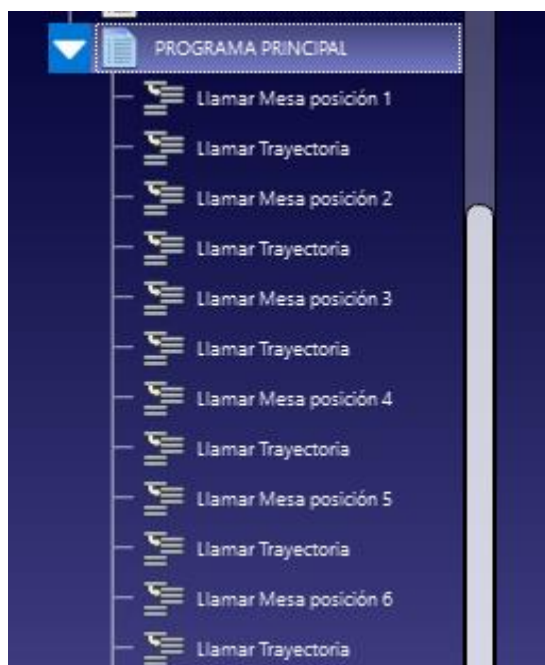 PROGRAMA PRINCIPAL
Llamar Mesa posición 1
Llamar Trayectoria
Llamar Mesa posición 2
Llamar Trayectoria
Llamar Mesa posición 3
Llamar Trayectoria
Llamar Mesa posición 4
Llamar Trayectoria
Llamar Mesa posición 5
Llamar Trayectoria
Llamar Mesa posición 6
Llamar Trayectoria